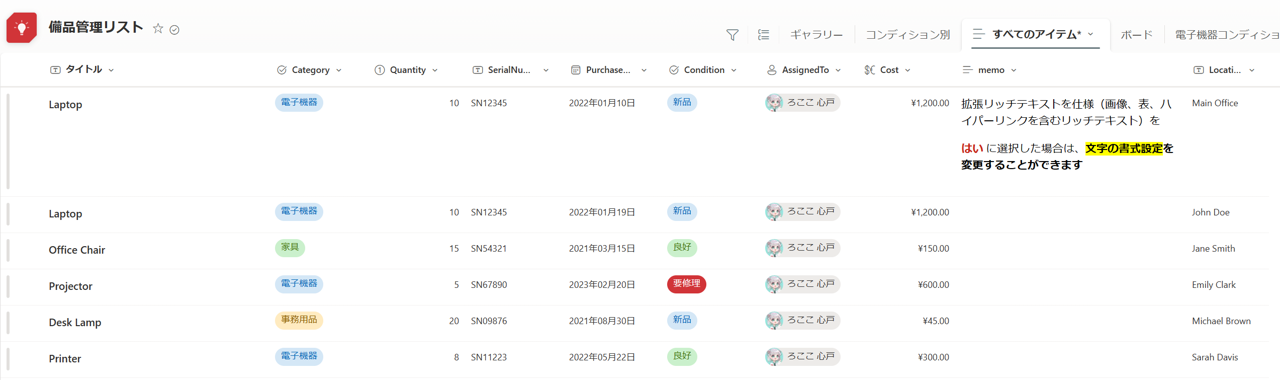 備品管理リスト
ギャラリー コンディション別 すべてのアイテム* ボード 電子機器コンディショ
タイトル Category Quantity SerialNu... Purchase... Condition AssignedTo Cost memo Locati...
Laptop 電子機器 10 SN12345 2022年01月10日 新品 ろここ 心戸 ¥1,200.00 拡張リッチテキストを仕様（画像、表、ハ Main Office
イパーリンクを含むリッチテキスト）を
はい に選択した場合は、文字の書式設定を
変更することができます
Laptop 電子機器 10 SN12345 2022年01月19日 新品 ろここ 心戸 ¥1,200.00 John Doe
Office Chair 家具 15 SN54321 2021年03月15日 良好 ろここ 心戸 ¥150.00 Jane Smith
Projector 電子機器 5 SN67890 2023年02月20日 要修理 ろここ 心戸 ¥600.00 Emily Clark
Desk Lamp 事務用品 20 SN09876 2021年08月30日 新品 ろここ 心戸 ¥45.00 Michael Brown
Printer 電子機器 8 SN11223 2022年05月22日 良好 ろここ 心戸 ¥300.00 Sarah Davis